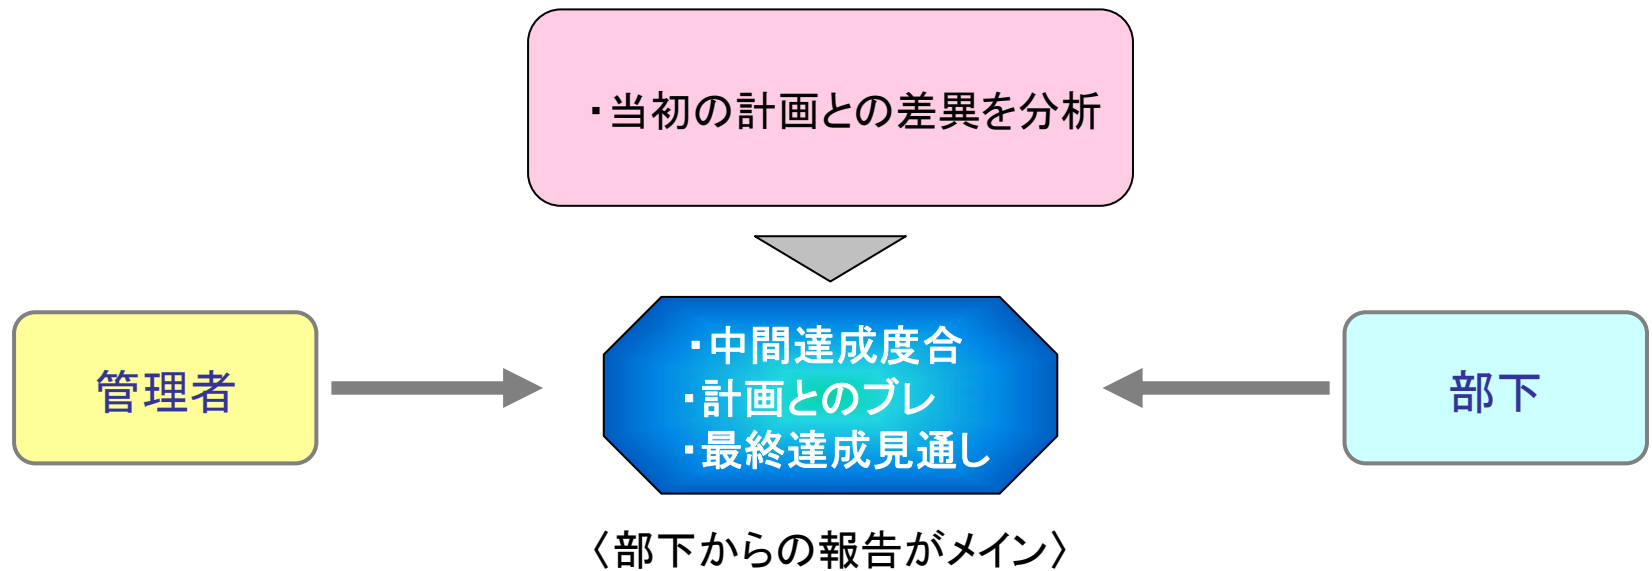 ・当初の計画との差異を分析
管理者
・中間達成度合
・計画とのブレ
・最終達成見通し
部下
〈部下からの報告がメイン〉